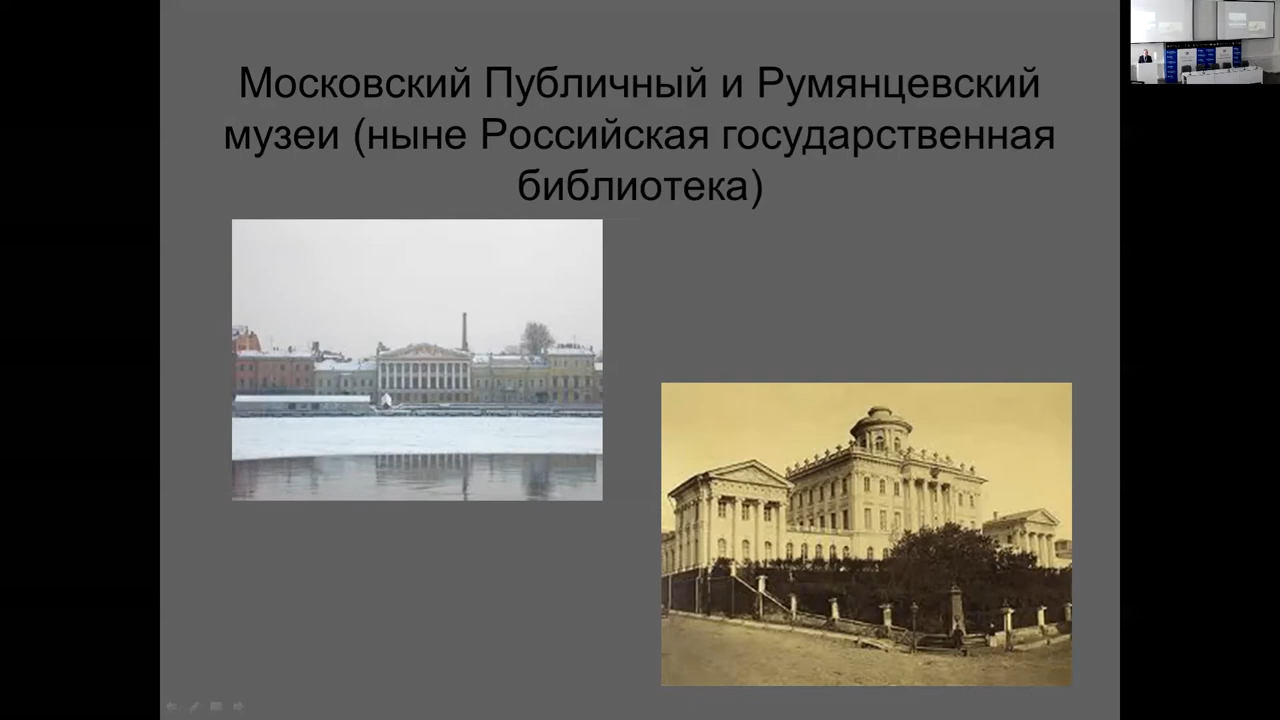 Московский Публичный и Румянцевский
музеи (ныне Российская государственная
библиотека)